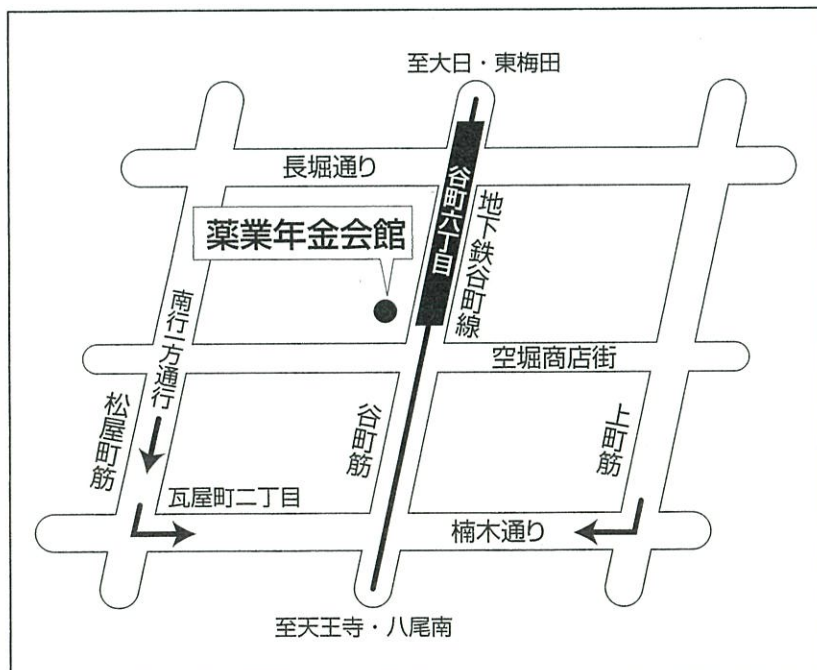 至大日・東梅田
長堀通り
谷町六丁目
地下鉄谷町線
薬業年金会館
南行一方通行
空堀商店街
松屋町筋
谷町筋
上町筋
瓦屋町二丁目
楠木通り
至天王寺・八尾南